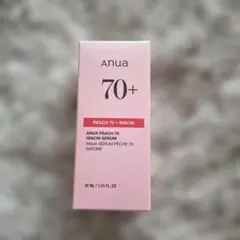 Anua
70+
PEACH 70 + NIACIN
ANUA PEACH 70
NIACIN SERUM
ANUA SÉRUM PÊCHE 70
NIACINE
30 ML / 1.01 FL. OZ